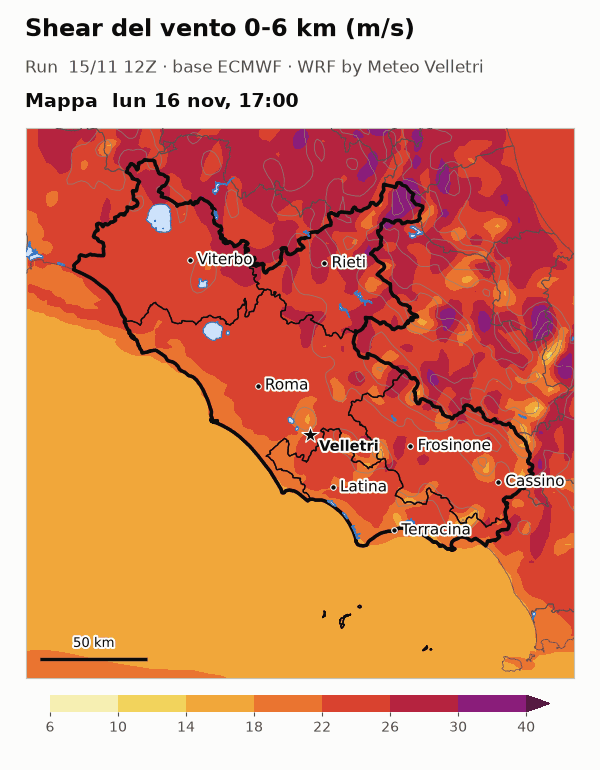 Shear del vento 0-6 km (m/s)
Run  15/11 12Z · base ECMWF · WRF by Meteo Velletri
Mappa  lun 16 nov, 17:00
Viterbo
Rieti
Roma
Velletri
Frosinone
Cassino
Latina
Terracina
50 km
6 10 14 18 22 26 30 40